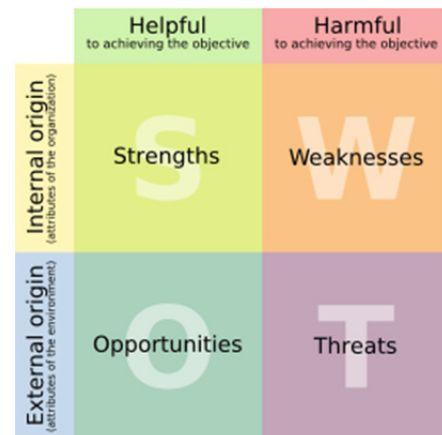 Helpful
to achieving the objective
Harmful
to achieving the objective
Internal origin
(attributes of the organization)
S
Strengths
W
Weaknesses
External origin
(attributes of the environment)
O
Opportunities
T
Threats